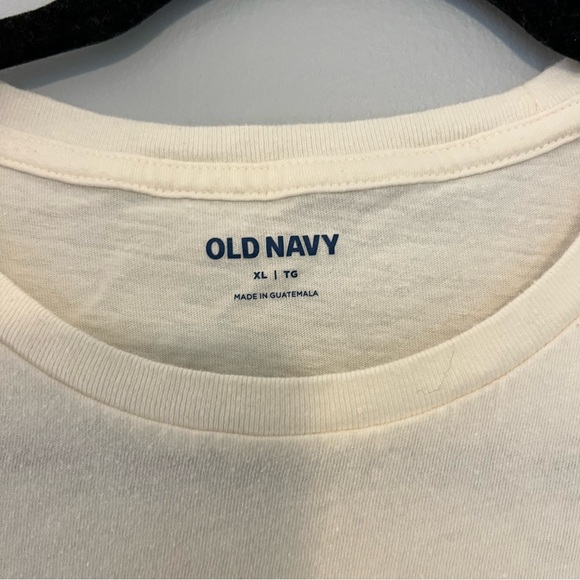 OLD NAVY
XL | TG
MADE IN GUATEMALA